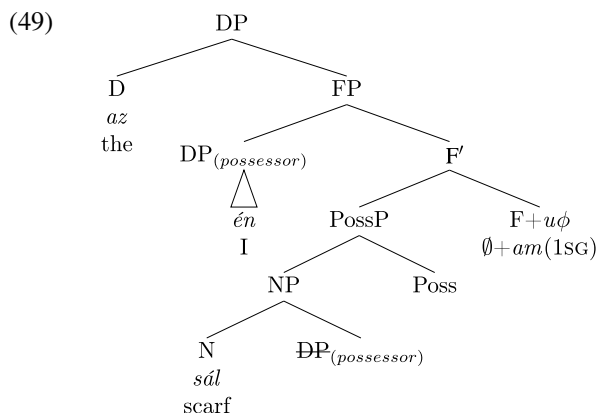 (49) DP
D FP
az
the
DP(possessor) F′
én PossP F+uϕ
I ∅+am(1SG)
NP Poss
N DP(possessor)
sál
scarf